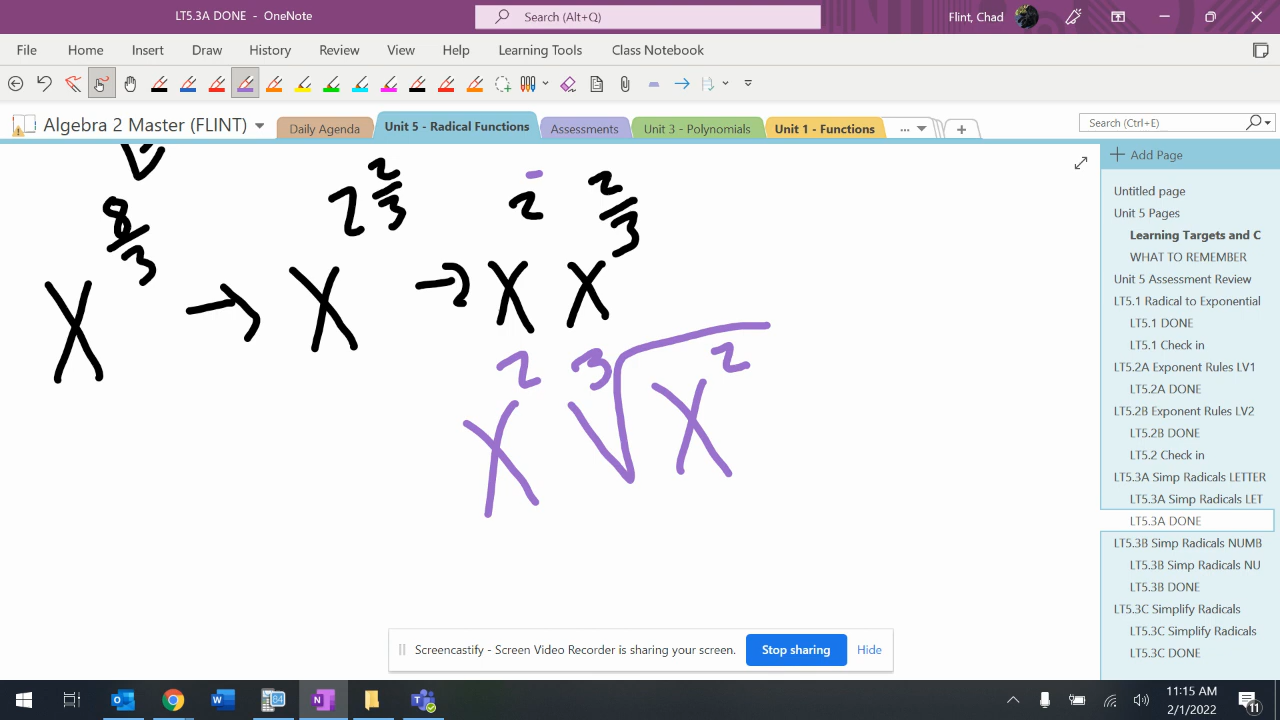 LT5.3A DONE - OneNote
Search (Alt+Q)
Flint, Chad
File Home Insert Draw History Review View Help Learning Tools Class Notebook
Algebra 2 Master (FLINT)
Daily Agenda
Unit 5 - Radical Functions
Assessments
Unit 3 - Polynomials
Unit 1 - Functions
...
+
Search (Ctrl+E)
x^(8/3) → x^(2 2/3) → x^2 x^(2/3)
x^2 ∛x^2
Add Page
Untitled page
Unit 5 Pages
Learning Targets and C
WHAT TO REMEMBER
Unit 5 Assessment Review
LT5.1 Radical to Exponential
LT5.1 DONE
LT5.1 Check in
LT5.2A Exponent Rules LV1
LT5.2A DONE
LT5.2B Exponent Rules LV2
LT5.2B DONE
LT5.2 Check in
LT5.3A Simp Radicals LETTER
LT5.3A Simp Radicals LET
LT5.3A DONE
LT5.3B Simp Radicals NUMB
LT5.3B Simp Radicals NU
LT5.3B DONE
LT5.3C Simplify Radicals
LT5.3C Simplify Radicals
LT5.3C DONE
Screencastify - Screen Video Recorder is sharing your screen.
Stop sharing
Hide
11:15 AM
2/1/2022
11